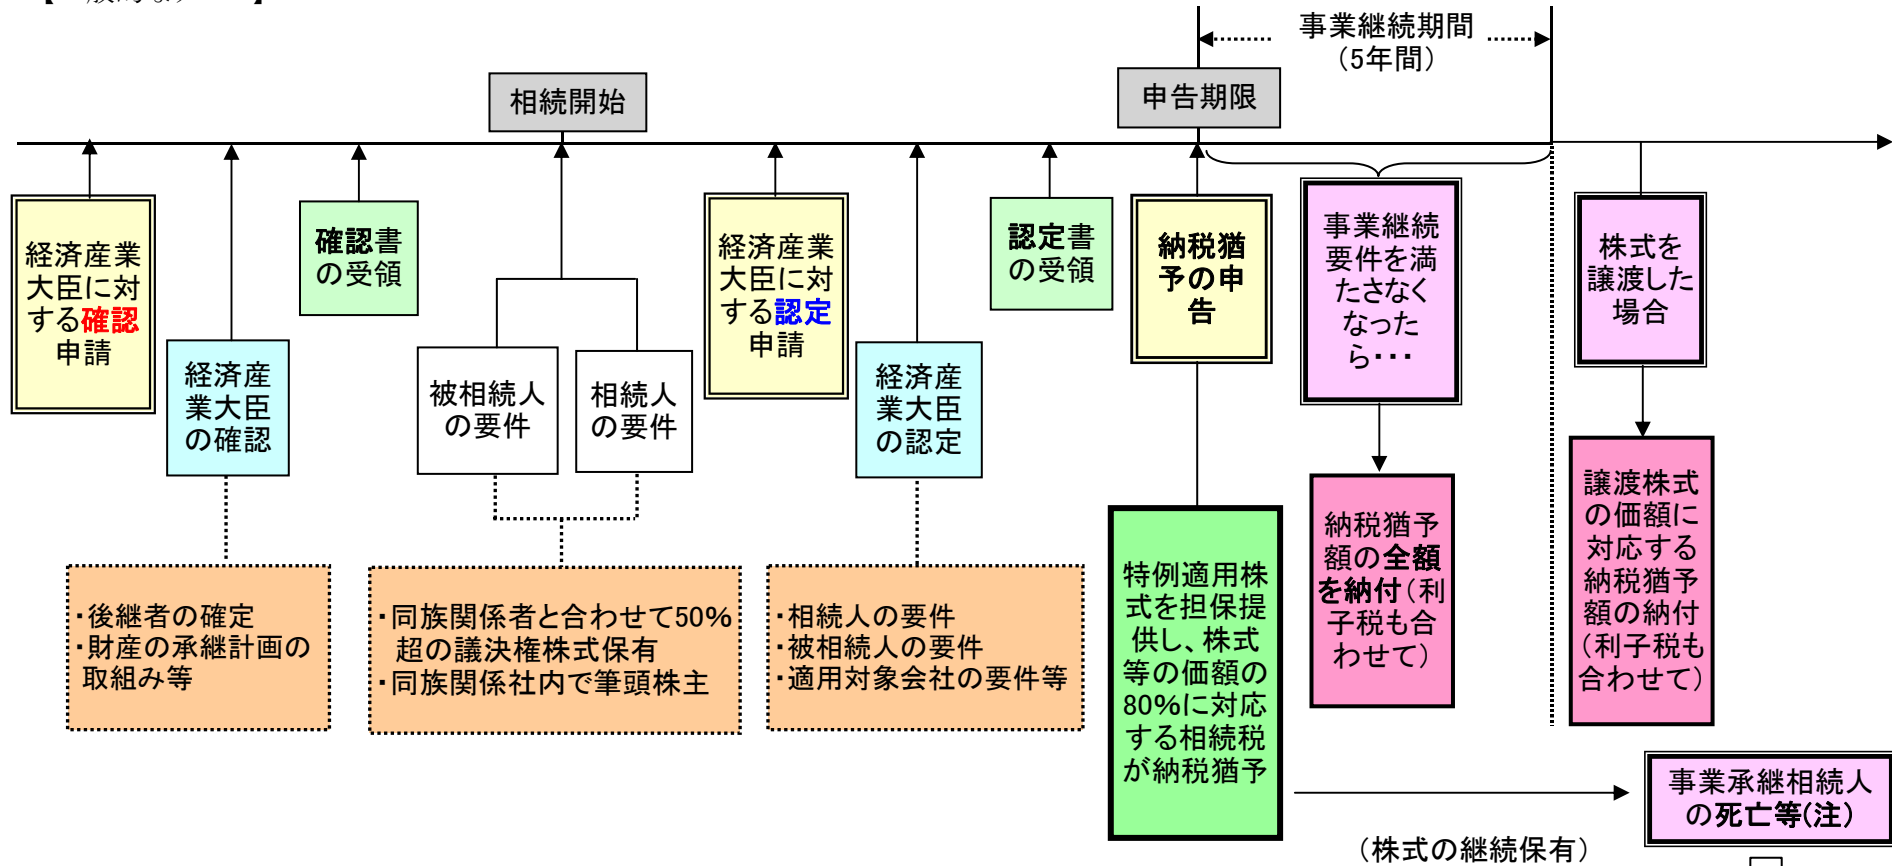 事業継続期間
（5年間）
相続開始
申告期限
経済産業
大臣に対
する確認
申請
経済産
業大臣
の確認
確認書
の受領
被相続人
の要件
相続人
の要件
経済産業
大臣に対
する認定
申請
経済産
業大臣
の認定
認定書
の受領
納税猶
予の申
告
事業継続
要件を満
たさなく
なった
ら・・・
株式を
譲渡した
場合
・後継者の確定
・財産の承継計画の
取組み等
・同族関係者と合わせて50%
超の議決権株式保有
・同族関係社内で筆頭株主
・相続人の要件
・被相続人の要件
・適用対象会社の要件等
特例適用株
式を担保提
供し、株式
等の価額の
80%に対応
する相続税
が納税猶予
納税猶予
額の全額
を納付（利
子税も合
わせて）
譲渡株式
の価額に
対応する
納税猶予
額の納付
（利子税も
合わせて）
事業承継相続人
の死亡等(注)
（株式の継続保有）